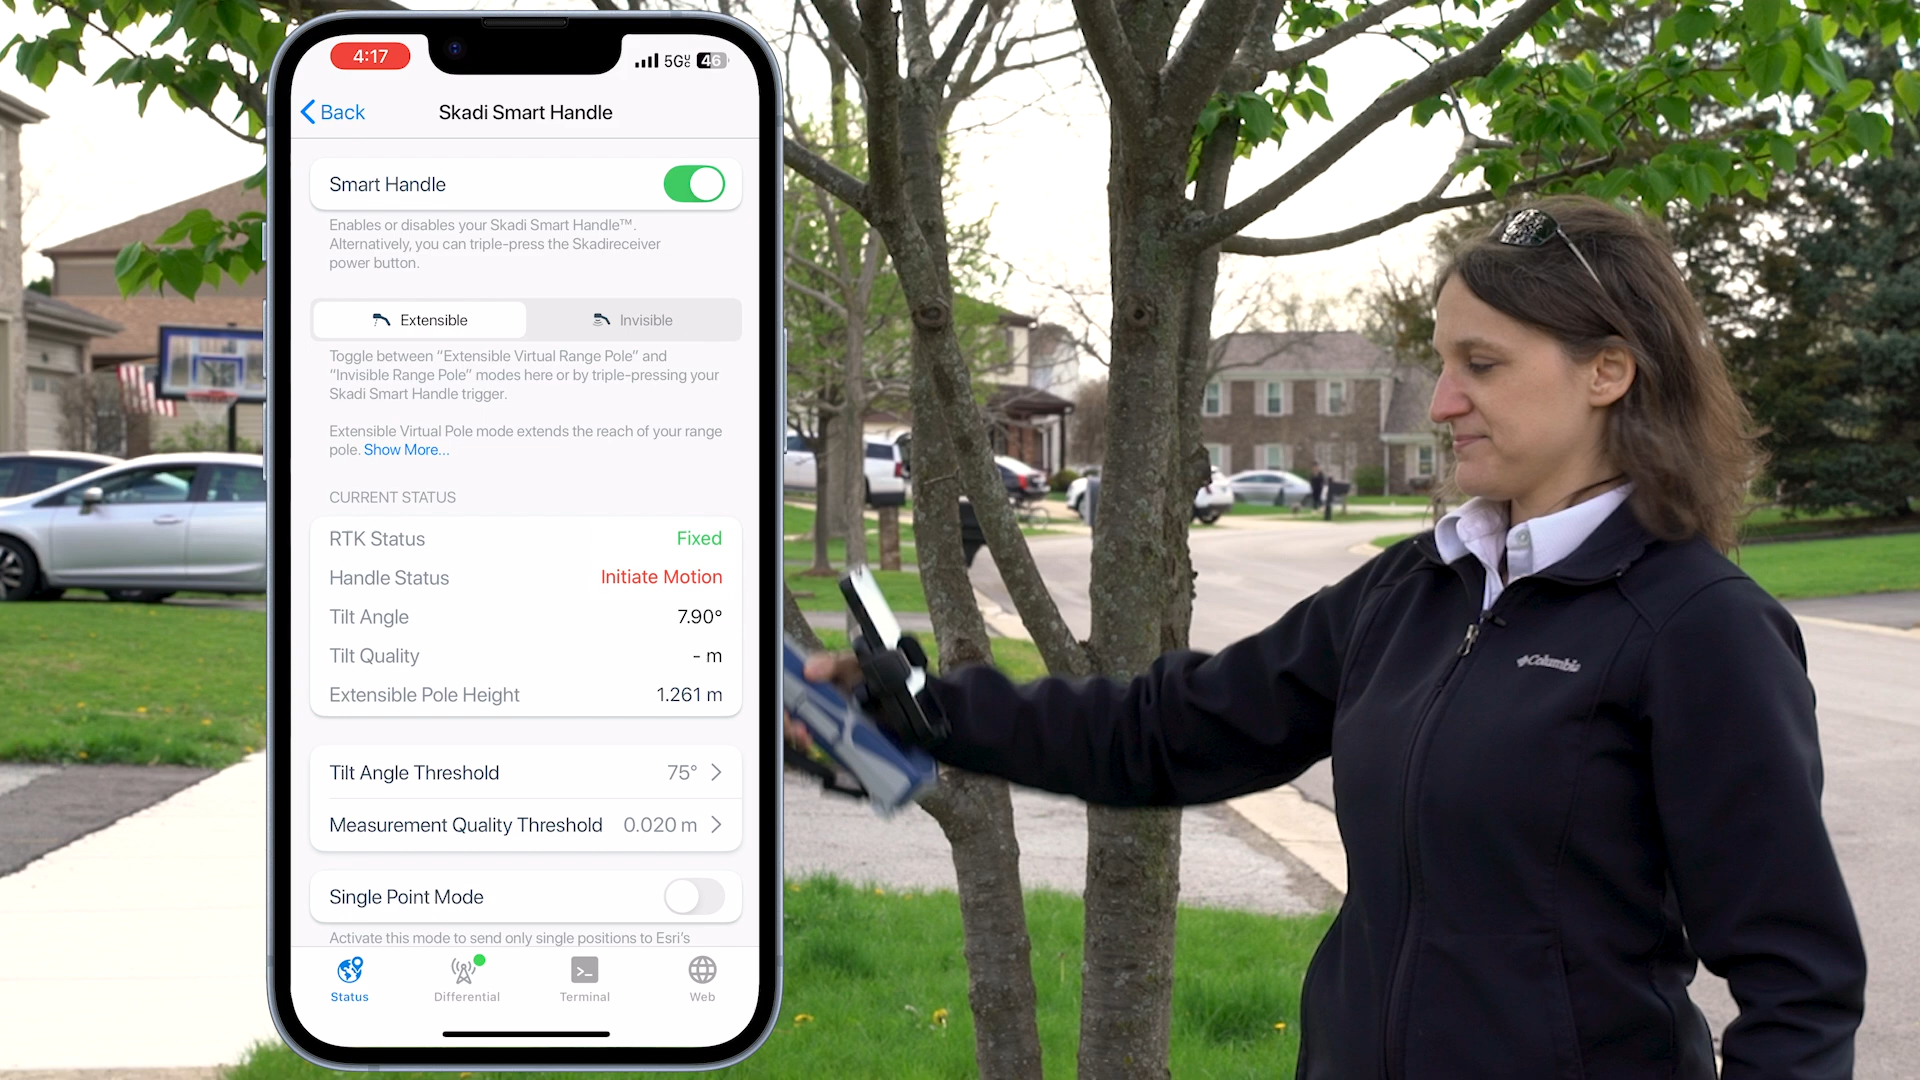 4:17
5G 46
Back
Skadi Smart Handle
Smart Handle
Enables or disables your Skadi Smart Handle™.
Alternatively, you can triple-press the Skadireceiver
power button.
Extensible
Invisible
Toggle between “Extensible Virtual Range Pole” and
“Invisible Range Pole” modes here or by triple-pressing your
Skadi Smart Handle trigger.
Extensible Virtual Pole mode extends the reach of your range
pole. Show More...
CURRENT STATUS
RTK Status Fixed
Handle Status Initiate Motion
Tilt Angle 7.90°
Tilt Quality - m
Extensible Pole Height 1.261 m
Tilt Angle Threshold 75°
Measurement Quality Threshold 0.020 m
Single Point Mode
Activate this mode to send only single positions to Esri’s
Status
Differential
Terminal
Web
Columbia